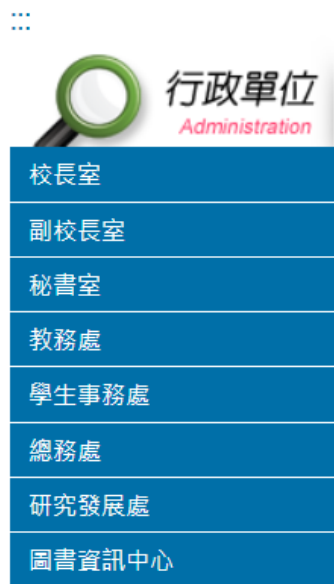 :::
行政單位
Administration
校長室
副校長室
秘書室
教務處
學生事務處
總務處
研究發展處
圖書資訊中心